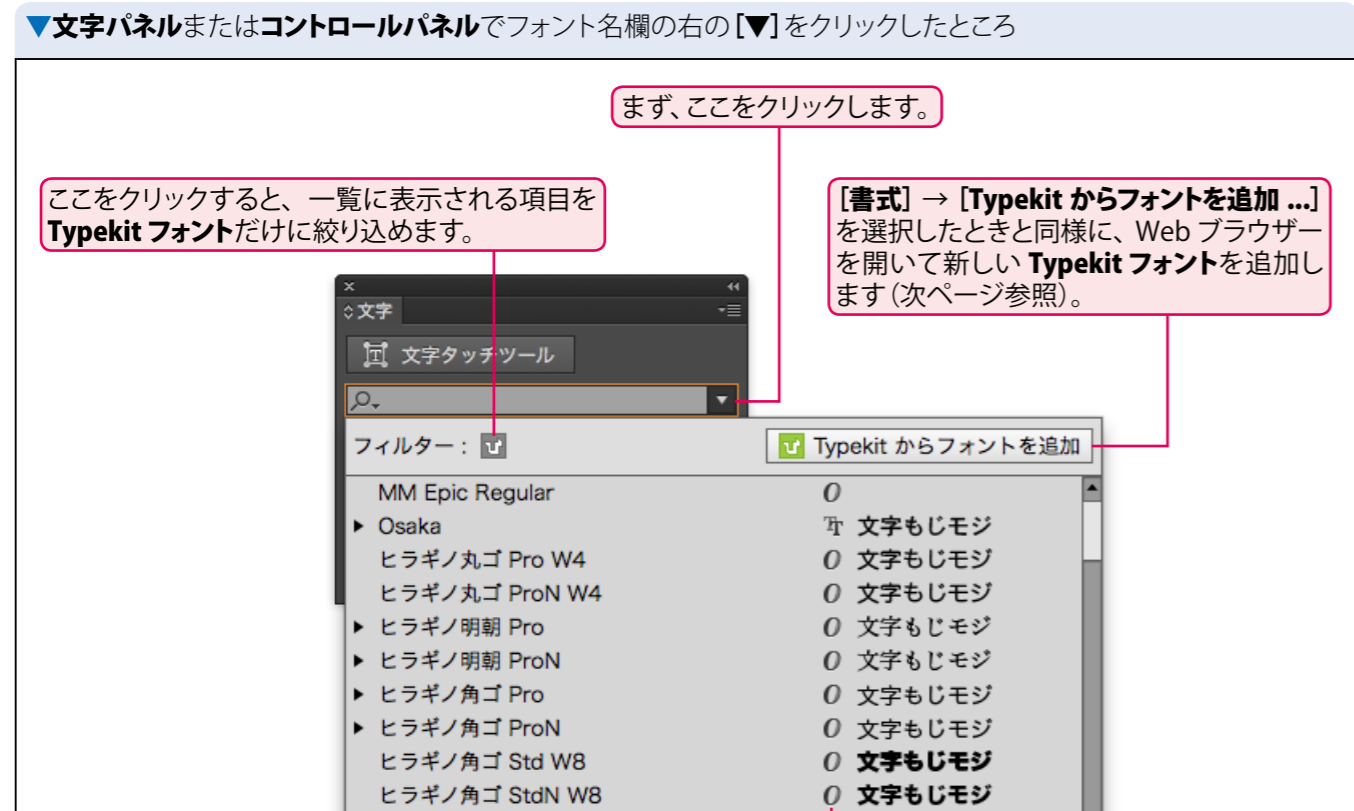 ▼文字パネルまたはコントロールパネルでフォント名欄の右の[▼]をクリックしたところ
まず、ここをクリックします。
ここをクリックすると、一覧に表示される項目を
Typekit フォントだけに絞り込めます。
[書式] → [Typekit からフォントを追加 ...]
を選択したときと同様に、Web ブラウザー
を開いて新しい Typekit フォントを追加し
ます(次ページ参照)。
文字
文字タッチツール
フィルター : Typekit からフォントを追加
MM Epic Regular O
Osaka Tr 文字もじモジ
ヒラギノ丸ゴ Pro W4 O 文字もじモジ
ヒラギノ丸ゴ ProN W4 O 文字もじモジ
ヒラギノ明朝 Pro O 文字もじモジ
ヒラギノ明朝 ProN O 文字もじモジ
ヒラギノ角ゴ Pro O 文字もじモジ
ヒラギノ角ゴ ProN O 文字もじモジ
ヒラギノ角ゴ Std W8 O 文字もじモジ
ヒラギノ角ゴ StdN W8 O 文字もじモジ